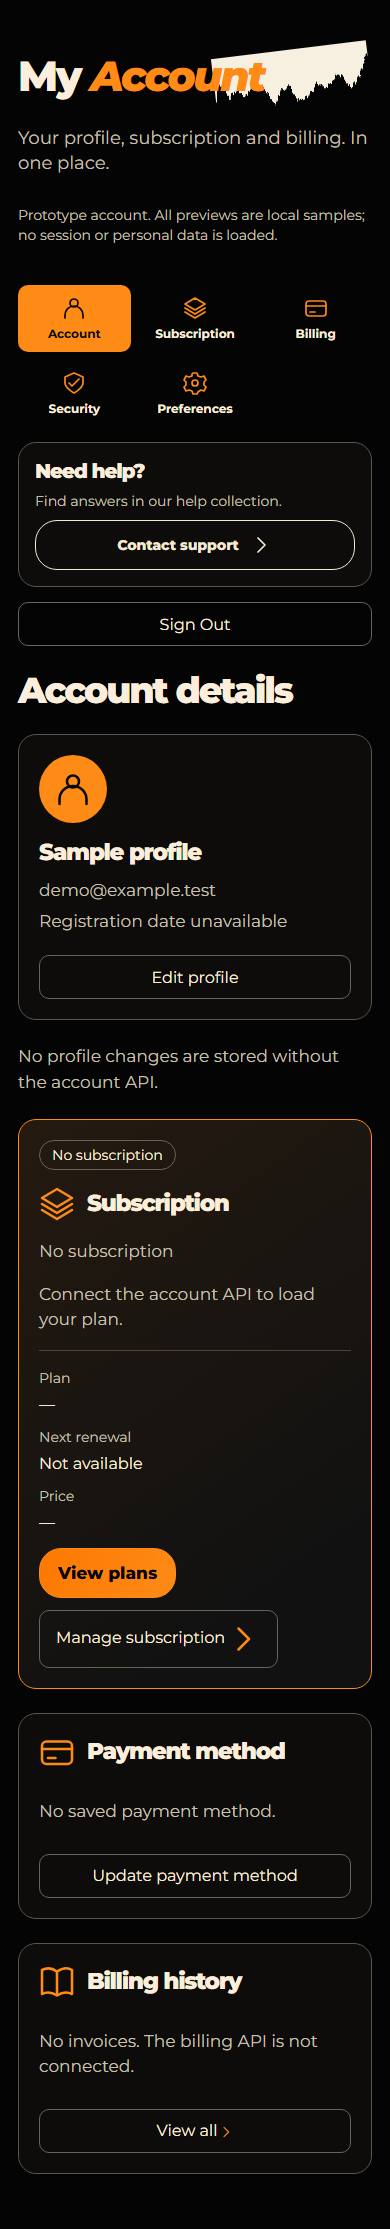 My Account
Your profile, subscription and billing. In
one place.
Prototype account. All previews are local samples;
no session or personal data is loaded.
Account
Subscription
Billing
Security
Preferences
Need help?
Find answers in our help collection.
Contact support
Sign Out
Account details
Sample profile
demo@example.test
Registration date unavailable
Edit profile
No profile changes are stored without
the account API.
No subscription
Subscription
No subscription
Connect the account API to load
your plan.
Plan
—
Next renewal
Not available
Price
—
View plans
Manage subscription
Payment method
No saved payment method.
Update payment method
Billing history
No invoices. The billing API is not
connected.
View all